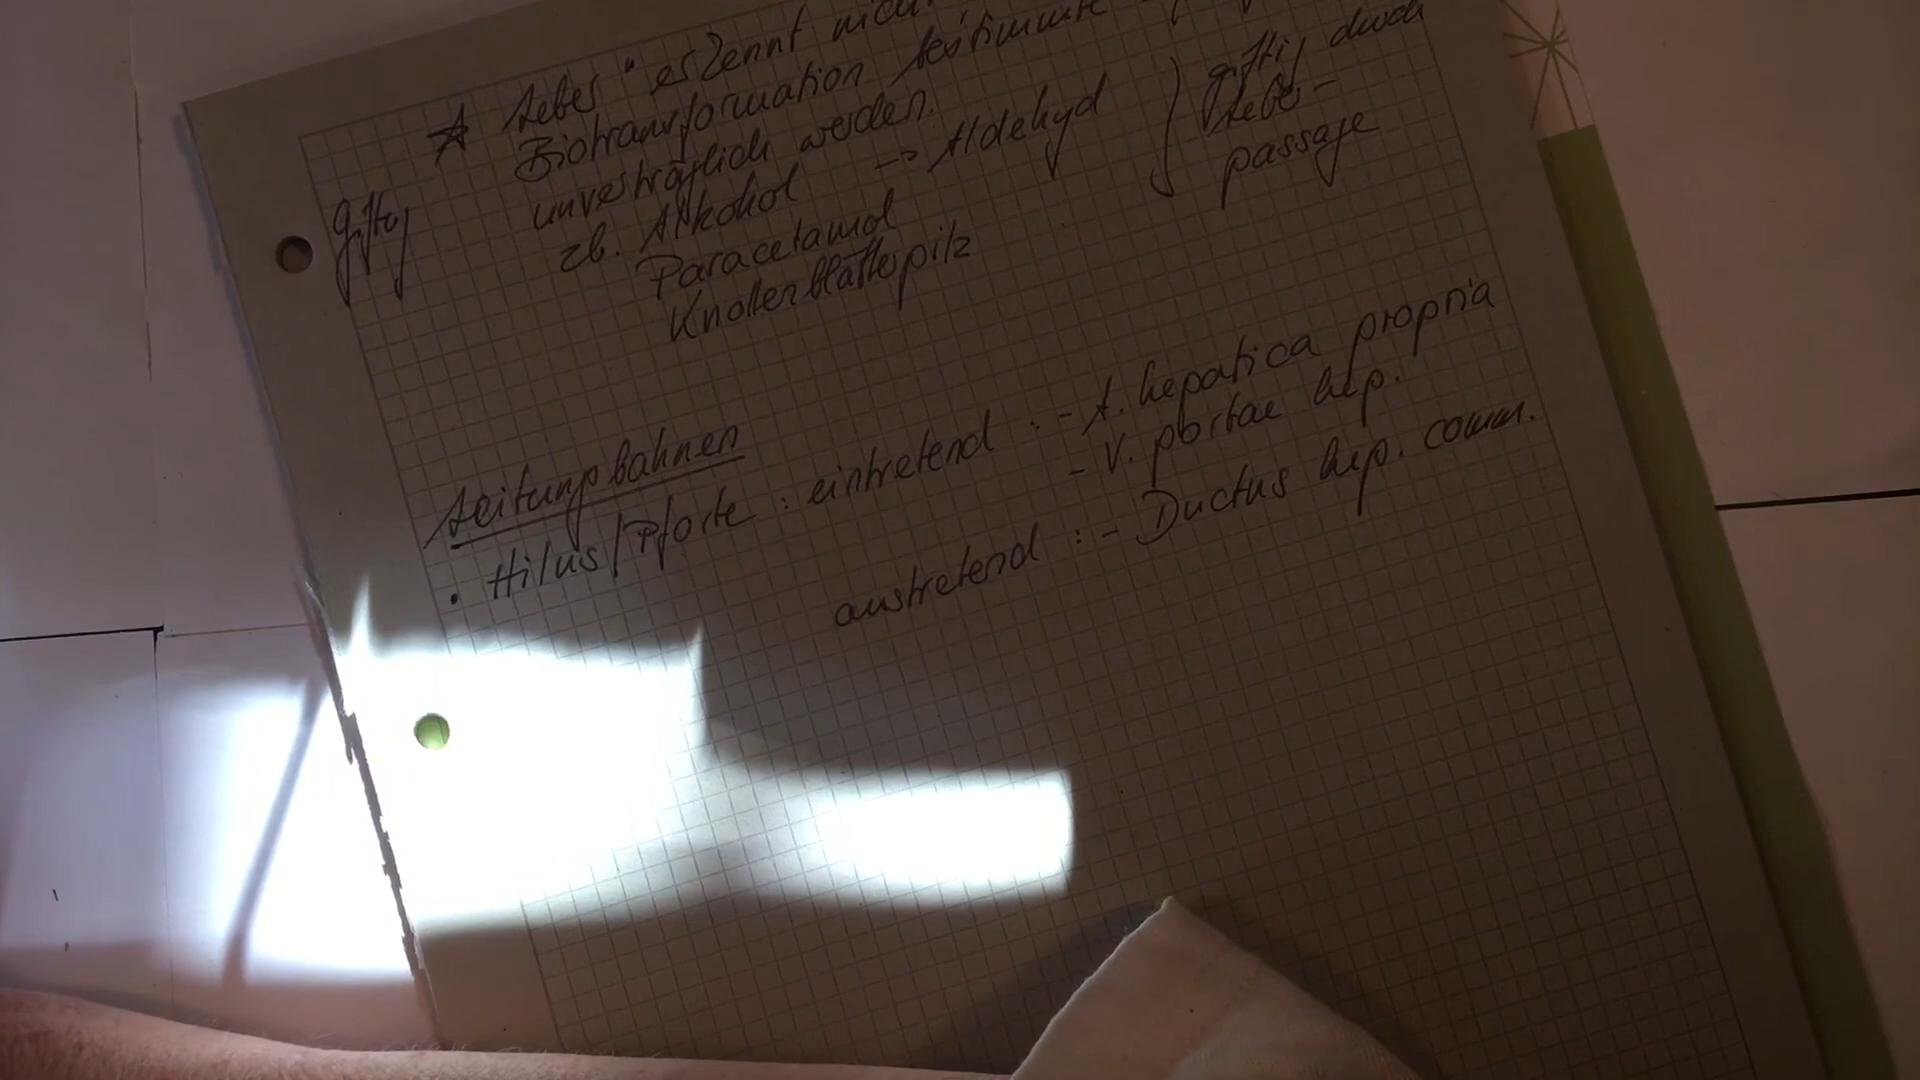 * Leber "erkennt nicht
Biotransformation bestimmte
giftig unverträglich werden.
zb. Alkohol -> Aldehyd } giftig durch
Paracetamol Leber-
Knollenblätterpilz passage
Leitungsbahnen
• Hilus/Pforte : eintretend : - A. hepatica propria
- V. portae hep.
austretend : - Ductus hep. comm.